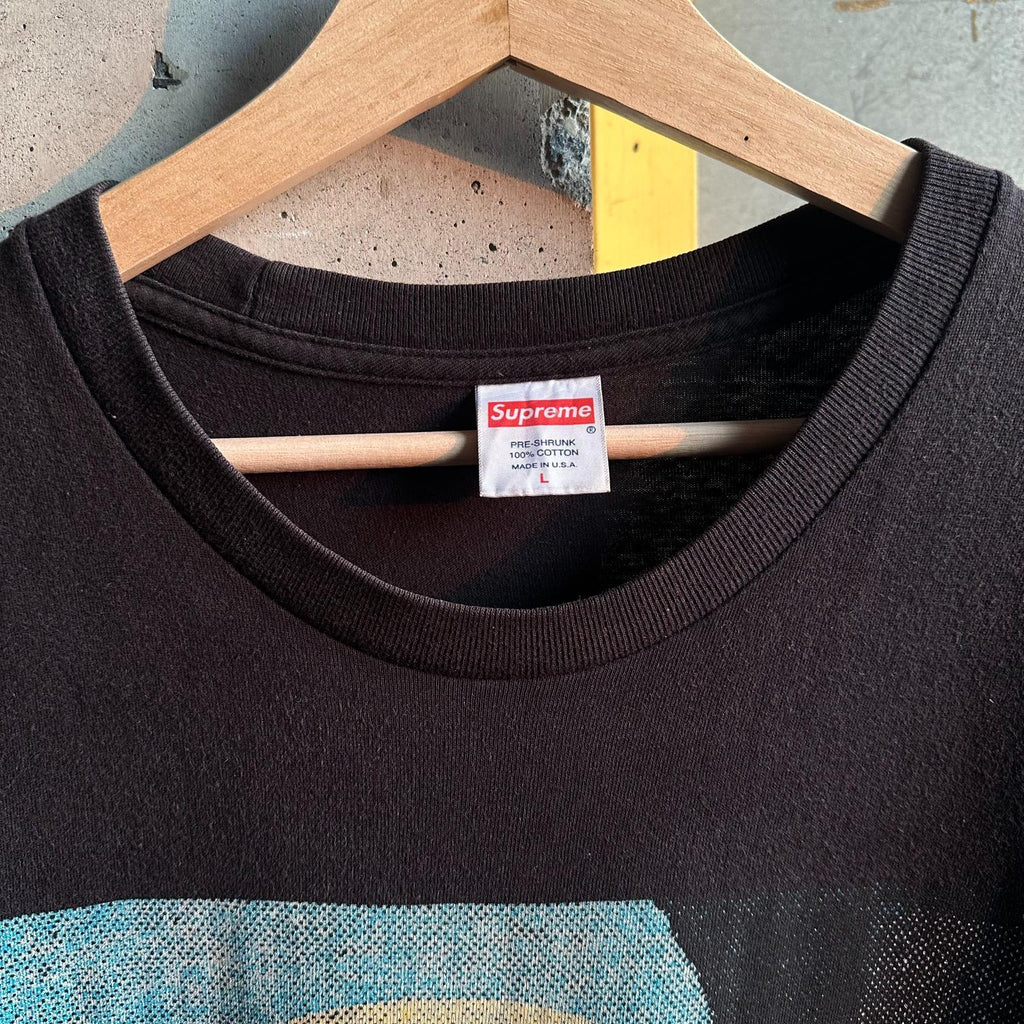 Supreme
®
PRE-SHRUNK
100% COTTON
MADE IN U.S.A.
L